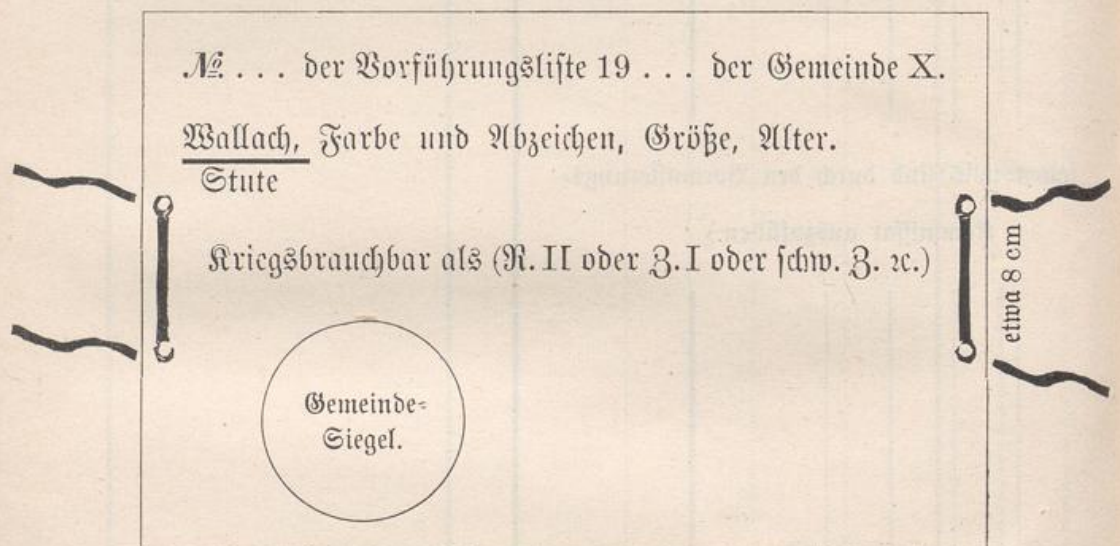 № . . . der Vorführungsliste 19 . . . der Gemeinde X.
Wallach, Farbe und Abzeichen, Größe, Alter.
Stute
Kriegsbrauchbar als (R. II oder Z. I oder schw. Z. ꝛc.)
etwa 8 cm
Gemeinde-
Siegel.